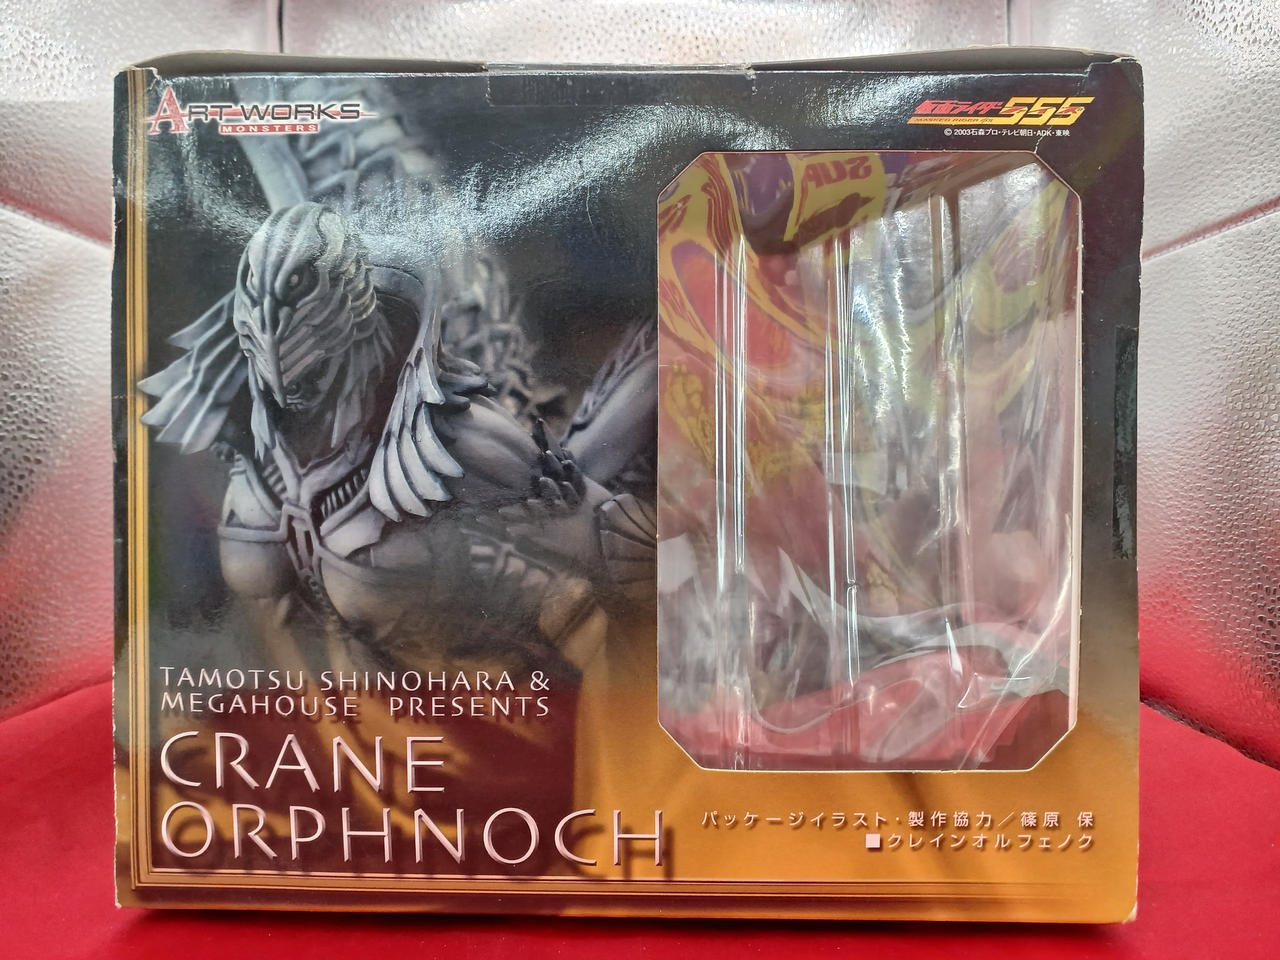 ART WORKS
MONSTERS
仮面ライダー555
MASKED RIDER
© 2003石森プロ・テレビ朝日・ADK・東映
TAMOTSU SHINOHARA &
MEGAHOUSE PRESENTS
CRANE
ORPHNOCH
パッケージイラスト・製作協力／篠原 保
■クレインオルフェノク